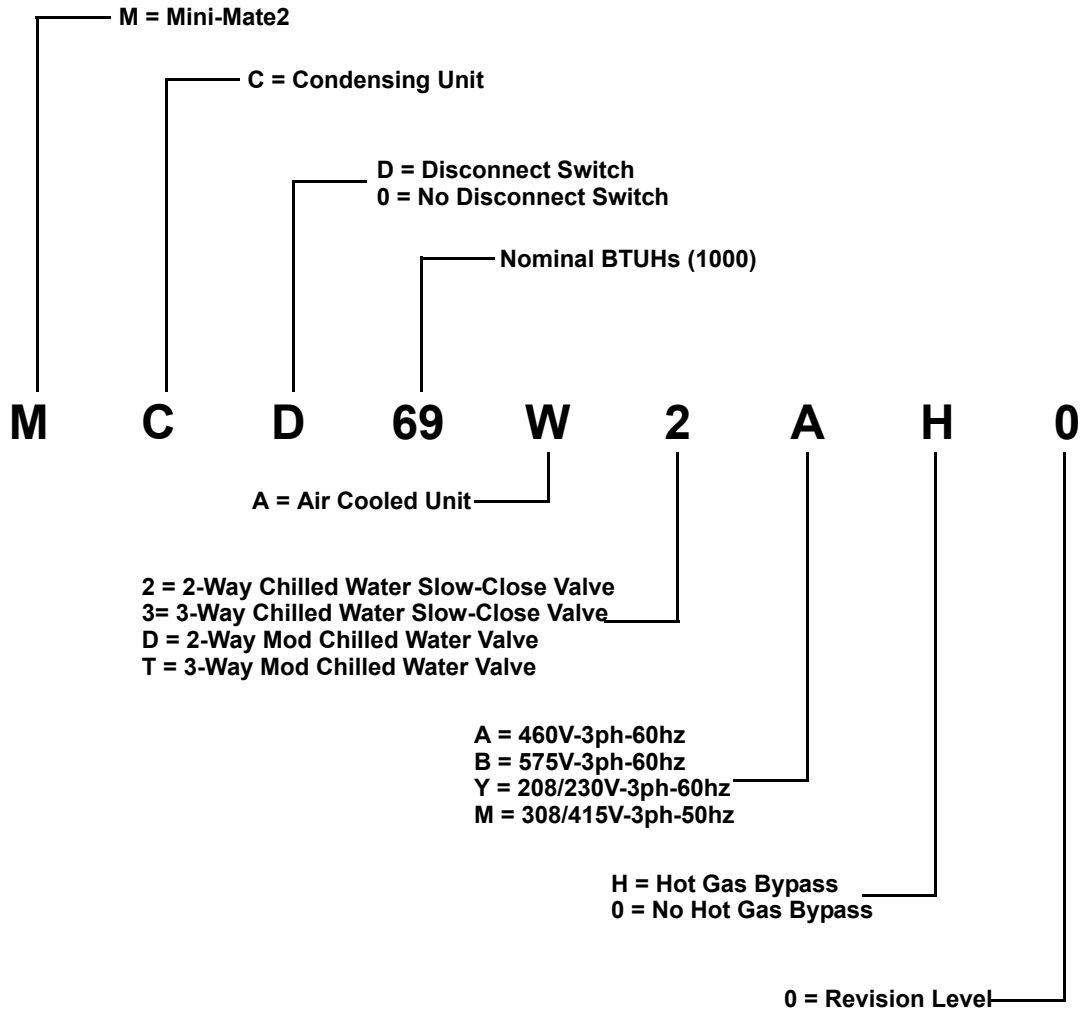 M = Mini-Mate2
C = Condensing Unit
D = Disconnect Switch
0 = No Disconnect Switch
Nominal BTUHs (1000)
M C D 69 W 2 A H 0
A = Air Cooled Unit
2 = 2-Way Chilled Water Slow-Close Valve
3= 3-Way Chilled Water Slow-Close Valve
D = 2-Way Mod Chilled Water Valve
T = 3-Way Mod Chilled Water Valve
A = 460V-3ph-60hz
B = 575V-3ph-60hz
Y = 208/230V-3ph-60hz
M = 308/415V-3ph-50hz
H = Hot Gas Bypass
0 = No Hot Gas Bypass
0 = Revision Level